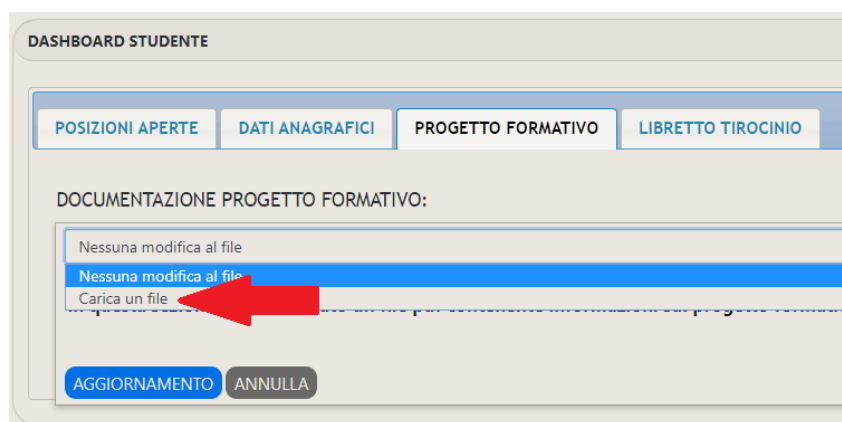 DASHBOARD STUDENTE
POSIZIONI APERTE DATI ANAGRAFICI PROGETTO FORMATIVO LIBRETTO TIROCINIO
DOCUMENTAZIONE PROGETTO FORMATIVO:
Nessuna modifica al file
Nessuna modifica al file
Carica un file
AGGIORNAMENTO ANNULLA